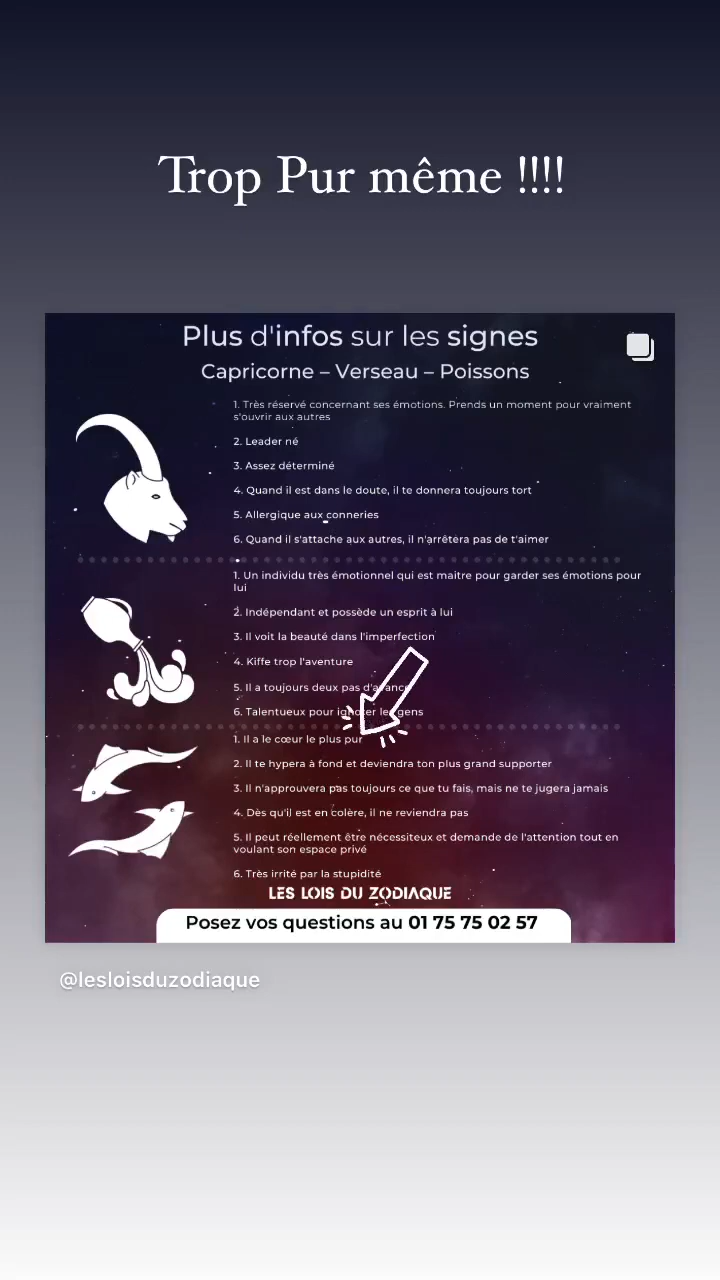 Trop Pur même !!!!
Plus d'infos sur les signes
Capricorne – Verseau – Poissons
1. Très réservé concernant ses émotions. Prends un moment pour vraiment
s'ouvrir aux autres
2. Leader né
3. Assez déterminé
4. Quand il est dans le doute, il te donnera toujours tort
5. Allergique aux conneries
6. Quand il s'attache aux autres, il n'arrêtera pas de t'aimer
1. Un individu très émotionnel qui est maitre pour garder ses émotions pour
lui
2. Indépendant et possède un esprit à lui
3. Il voit la beauté dans l'imperfection
4. Kiffe trop l'aventure
5. Il a toujours deux pas d'avance
6. Talentueux pour ignorer les gens
1. Il a le cœur le plus pur
2. Il te hypera à fond et deviendra ton plus grand supporter
3. Il n'approuvera pas toujours ce que tu fais, mais ne te jugera jamais
4. Dès qu'il est en colère, il ne reviendra pas
5. Il peut réellement être nécessiteux et demande de l'attention tout en
voulant son espace privé
6. Très irrité par la stupidité
LES LOIS DU ZODIAQUE
Posez vos questions au 01 75 75 02 57
@lesloisduzodiaque